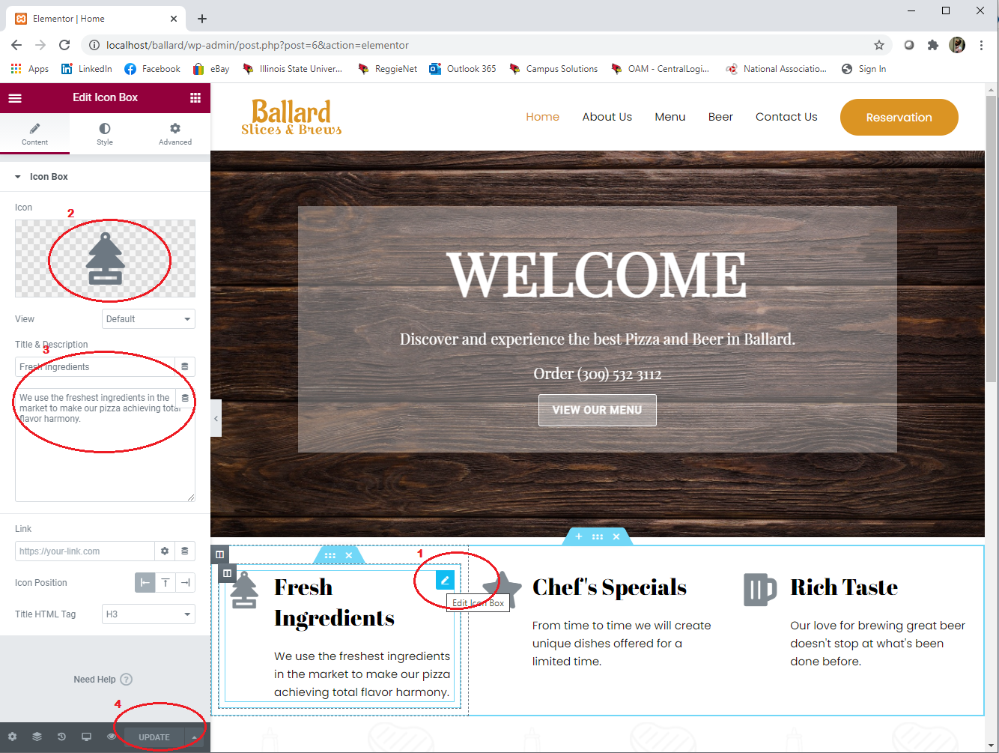 Elementor | Home
localhost/ballard/wp-admin/post.php?post=6&action=elementor
Apps LinkedIn Facebook eBay Illinois State Univer... ReggieNet Outlook 365 Campus Solutions OAM - CentralLogi... National Associatio... Sign In
Edit Icon Box
Content Style Advanced
Icon Box
Icon
2
View Default
Title & Description
3
Fresh Ingredients
We use the freshest ingredients in the
market to make our pizza achieving total
flavor harmony.
Link
https://your-link.com
Icon Position
Title HTML Tag H3
Need Help ?
4
UPDATE
Ballard
Slices & Brews
Home About Us Menu Beer Contact Us Reservation
WELCOME
Discover and experience the best Pizza and Beer in Ballard.
Order (309) 532 3112
VIEW OUR MENU
1
Edit Icon Box
Fresh
Ingredients
We use the freshest ingredients
in the market to make our pizza
achieving total flavor harmony.
Chef's Specials
From time to time we will create
unique dishes offered for a
limited time.
Rich Taste
Our love for brewing great beer
doesn't stop at what's been
done before.